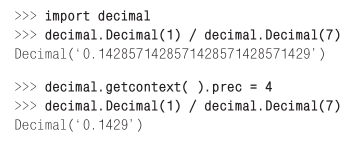 >>> import decimal
>>> decimal.Decimal(1) / decimal.Decimal(7)
Decimal(‘0.1428571428571428571428571429’)
>>> decimal.getcontext( ).prec = 4
>>> decimal.Decimal(1) / decimal.Decimal(7)
Decimal(‘0.1429’)